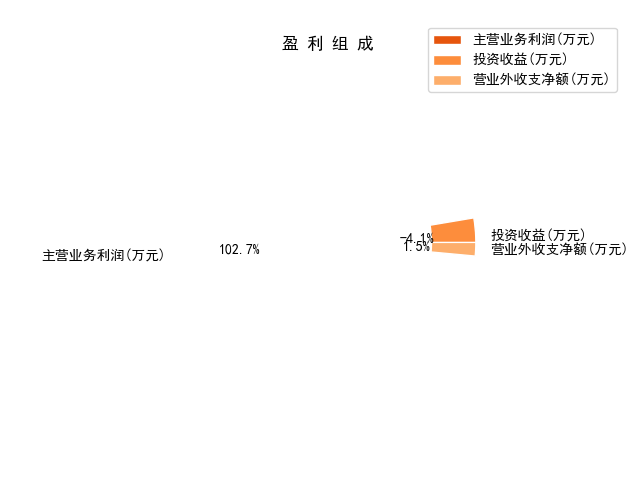 盈 利 组 成
主营业务利润(万元)
投资收益(万元)
营业外收支净额(万元)
-4.1%
投资收益(万元)
1.5%
营业外收支净额(万元)
102.7%
主营业务利润(万元)